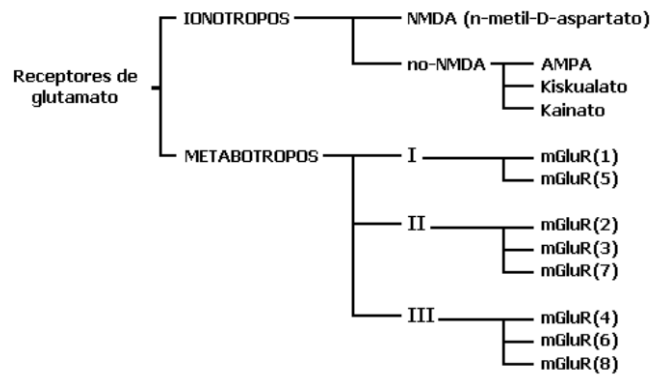 Receptores de
glutamato
IONOTROPOS
NMDA (n-metil-D-aspartato)
no-NMDA
AMPA
Kiskualato
Kainato
METABOTROPOS
I
mGluR(1)
mGluR(5)
II
mGluR(2)
mGluR(3)
mGluR(7)
III
mGluR(4)
mGluR(6)
mGluR(8)